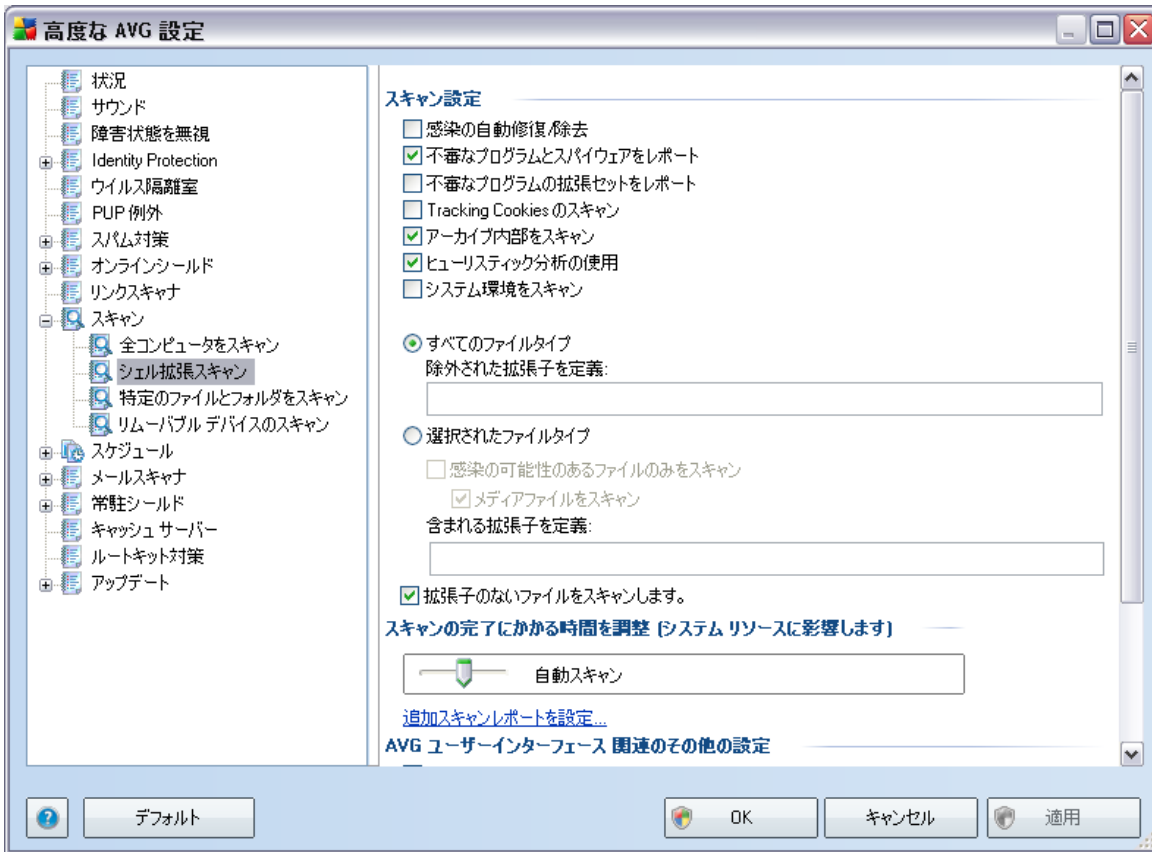 高度な AVG 設定
状況
サウンド
障害状態を無視
Identity Protection
ウイルス隔離室
PUP 例外
スパム対策
オンラインシールド
リンクスキャナ
スキャン
全コンピュータをスキャン
シェル拡張スキャン
特定のファイルとフォルダをスキャン
リムーバブル デバイスのスキャン
スケジュール
メールスキャナ
常駐シールド
キャッシュ サーバー
ルートキット対策
アップデート
スキャン設定
感染の自動修復/除去
不審なプログラムとスパイウェアをレポート
不審なプログラムの拡張セットをレポート
Tracking Cookies のスキャン
アーカイブ内部をスキャン
ヒューリスティック分析の使用
システム環境をスキャン
すべてのファイルタイプ
除外された拡張子を定義:
選択されたファイルタイプ
感染の可能性のあるファイルのみをスキャン
メディアファイルをスキャン
含まれる拡張子を定義:
拡張子のないファイルをスキャンします。
スキャンの完了にかかる時間を調整 (システム リソースに影響します)
自動スキャン
追加スキャンレポートを設定...
AVG ユーザーインターフェース 関連のその他の設定
デフォルト
OK
キャンセル
適用